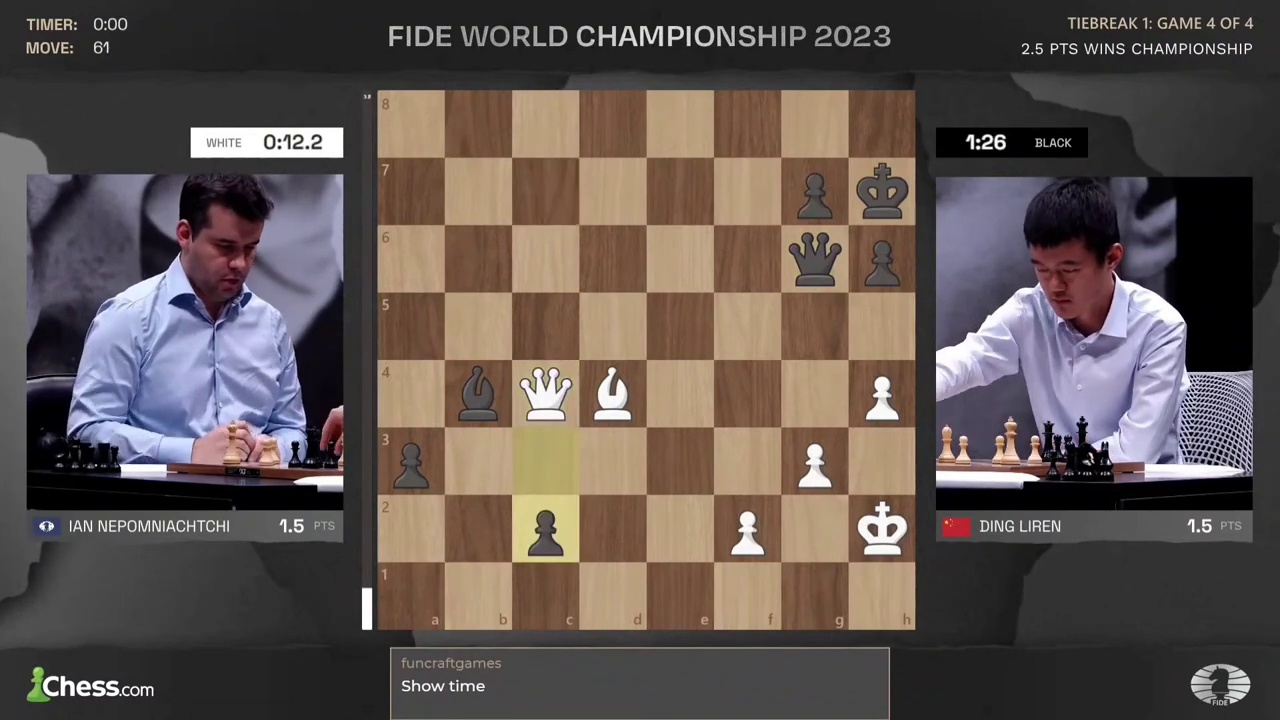 TIMER: 0:00
MOVE: 61
FIDE WORLD CHAMPIONSHIP 2023
TIEBREAK 1: GAME 4 OF 4
2.5 PTS WINS CHAMPIONSHIP
WHITE 0:12.2
1:26 BLACK
8
7
6
5
4
3
2
1
a b c d e f g h
IAN NEPOMNIACHTCHI 1.5 PTS
DING LIREN 1.5 PTS
funcraftgames
Show time
Chess.com
FIDE